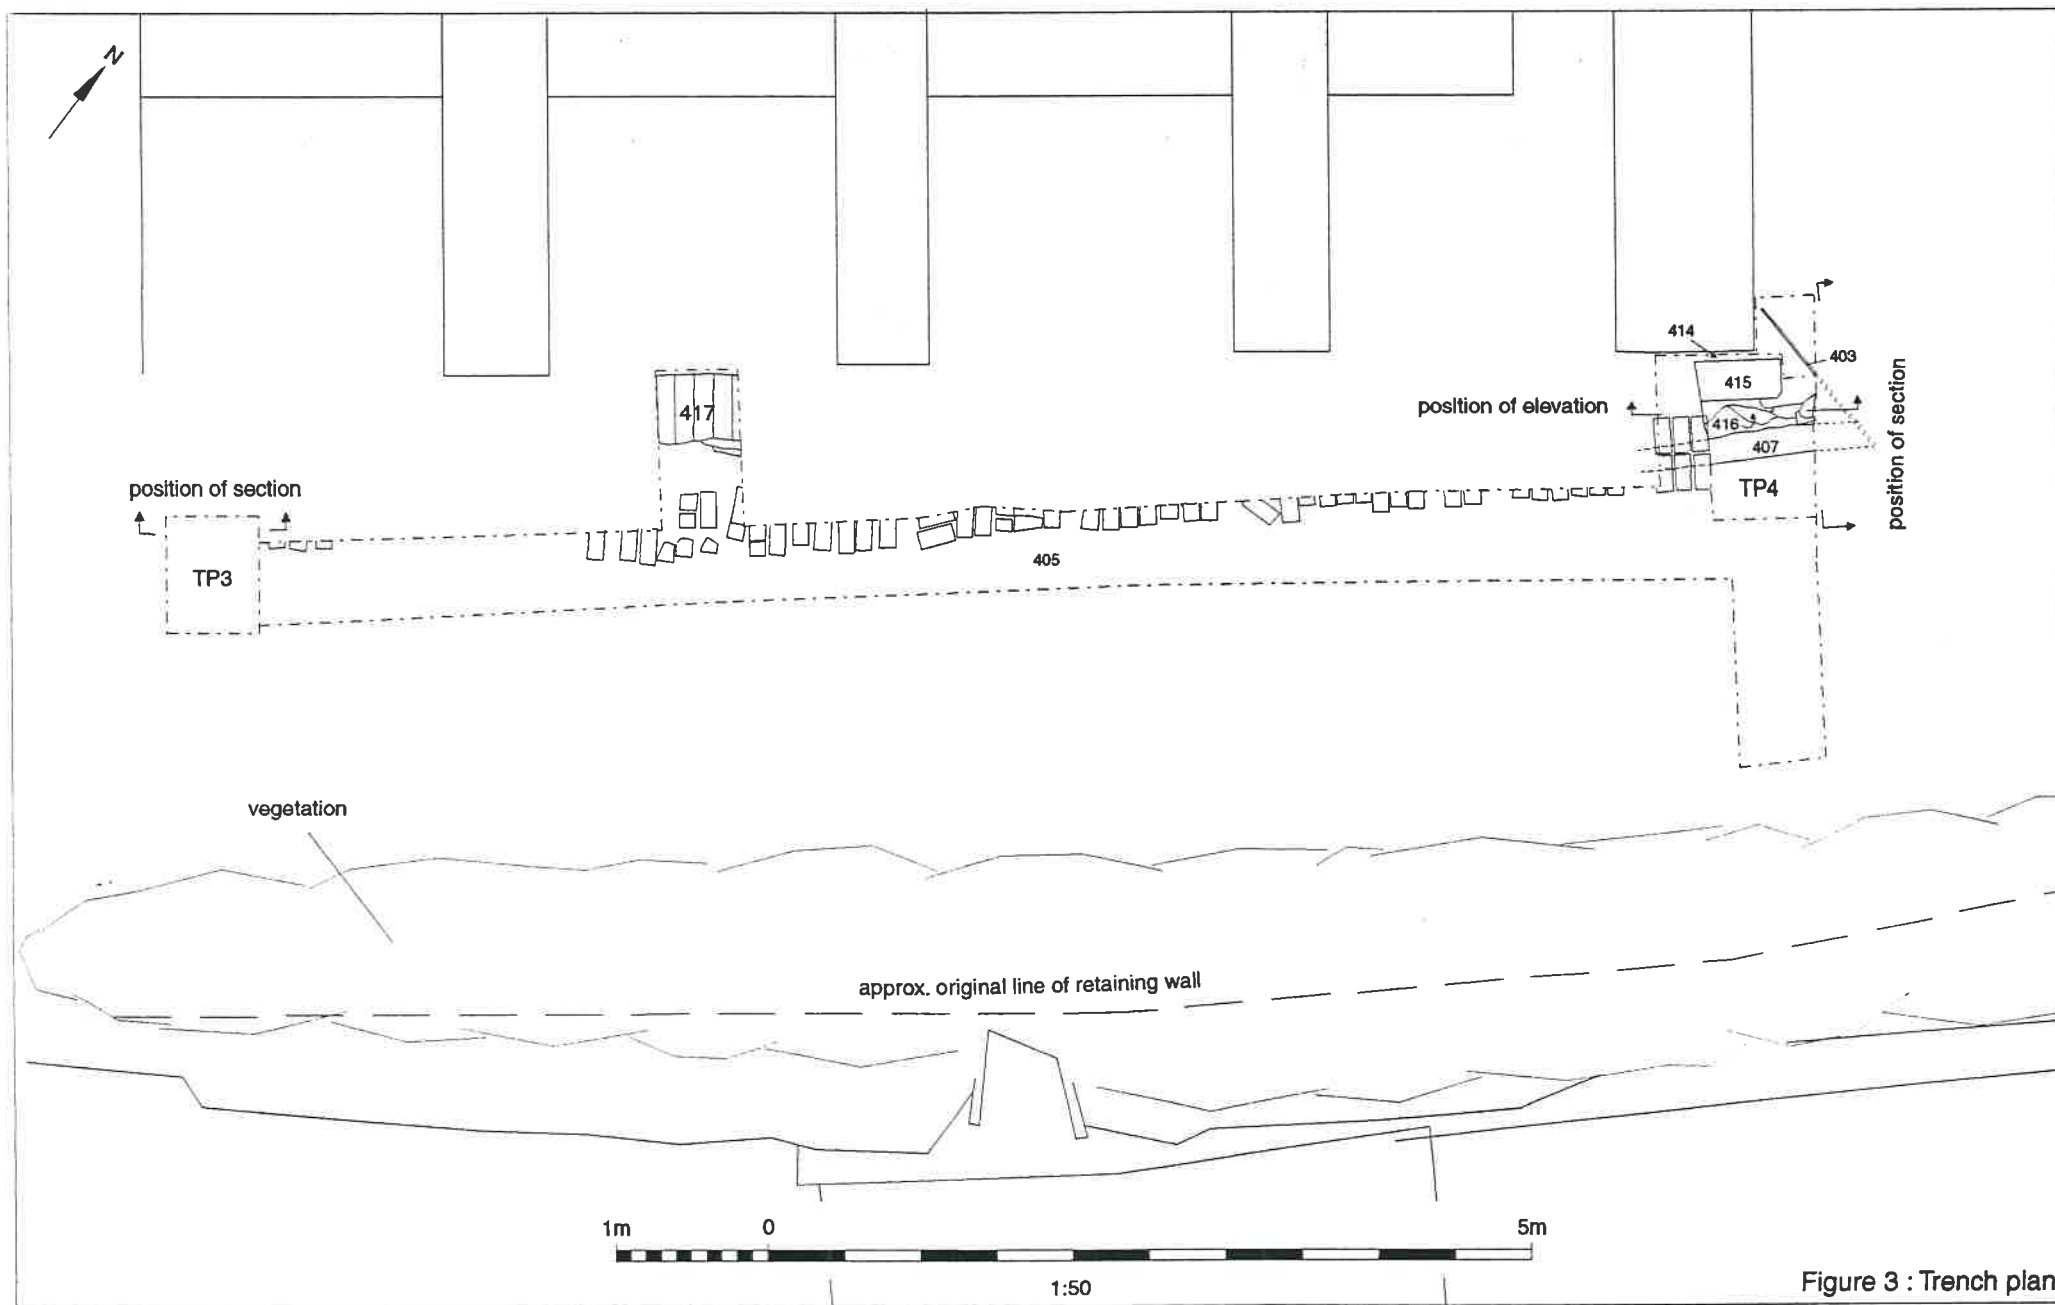 N
414
403
415
position of elevation
417
416
407
position of section
TP4
position of section
405
TP3
vegetation
approx. original line of retaining wall
1m 0 5m
1:50
Figure 3 : Trench plan